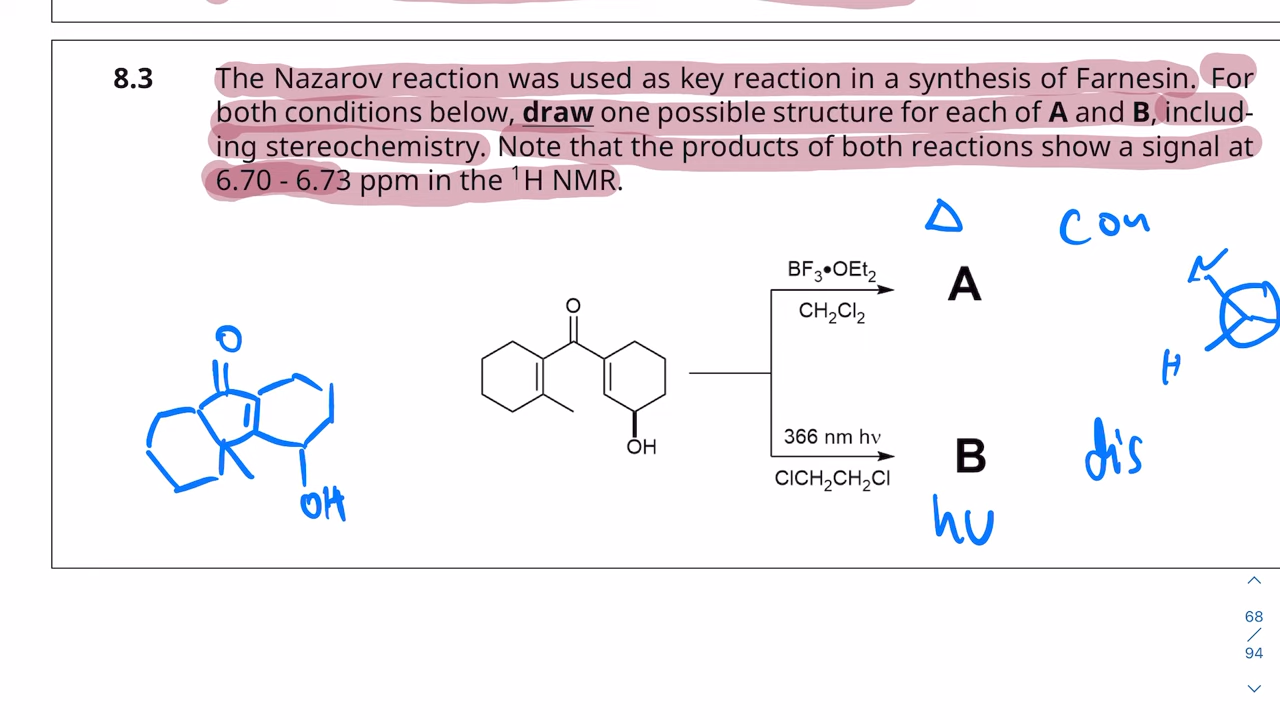 8.3 The Nazarov reaction was used as key reaction in a synthesis of Farnesin. For
both conditions below, draw one possible structure for each of A and B, includ-
ing stereochemistry. Note that the products of both reactions show a signal at
6.70 - 6.73 ppm in the ¹H NMR.
Δ
Con
BF₃•OEt₂
CH₂Cl₂
A
H
O
OH
O
OH
366 nm hν
ClCH₂CH₂Cl
B
dis
hν
68
/
94